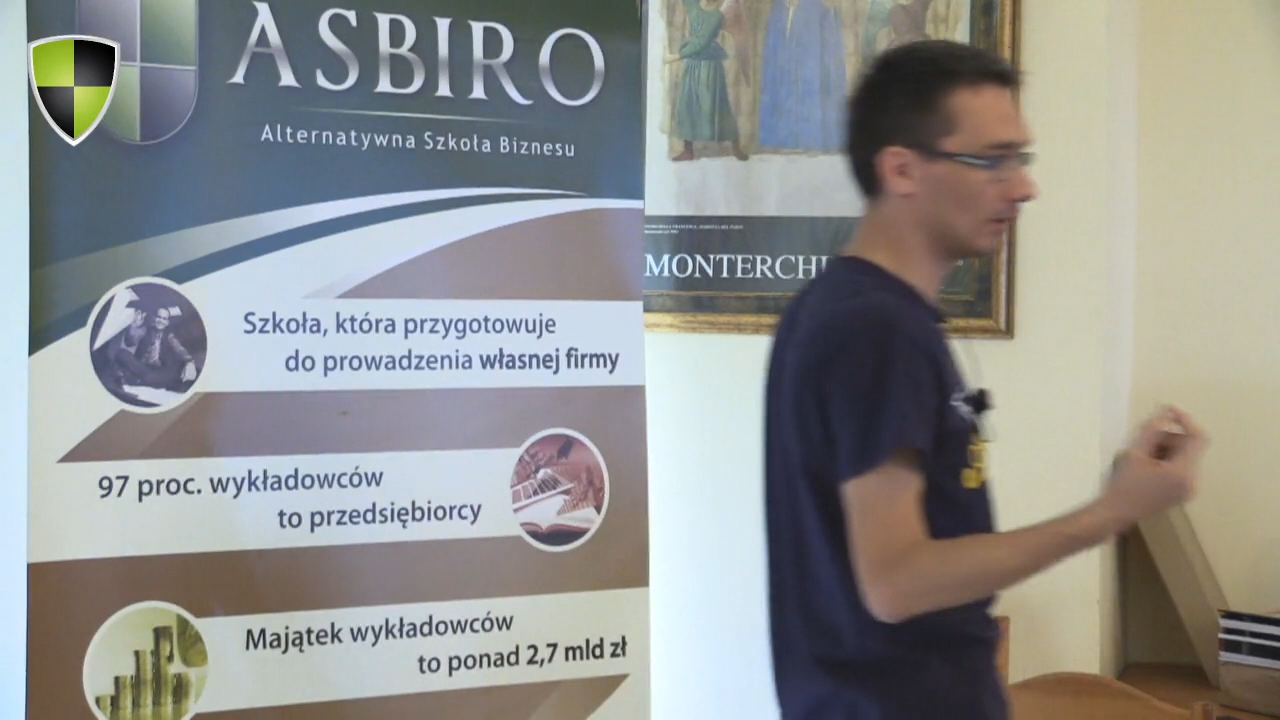 ASBIRO
Alternatywna Szkoła Biznesu
Szkoła, która przygotowuje
do prowadzenia własnej firmy
97 proc. wykładowców
to przedsiębiorcy
Majątek wykładowców
to ponad 2,7 mld zł
MONTERCHI